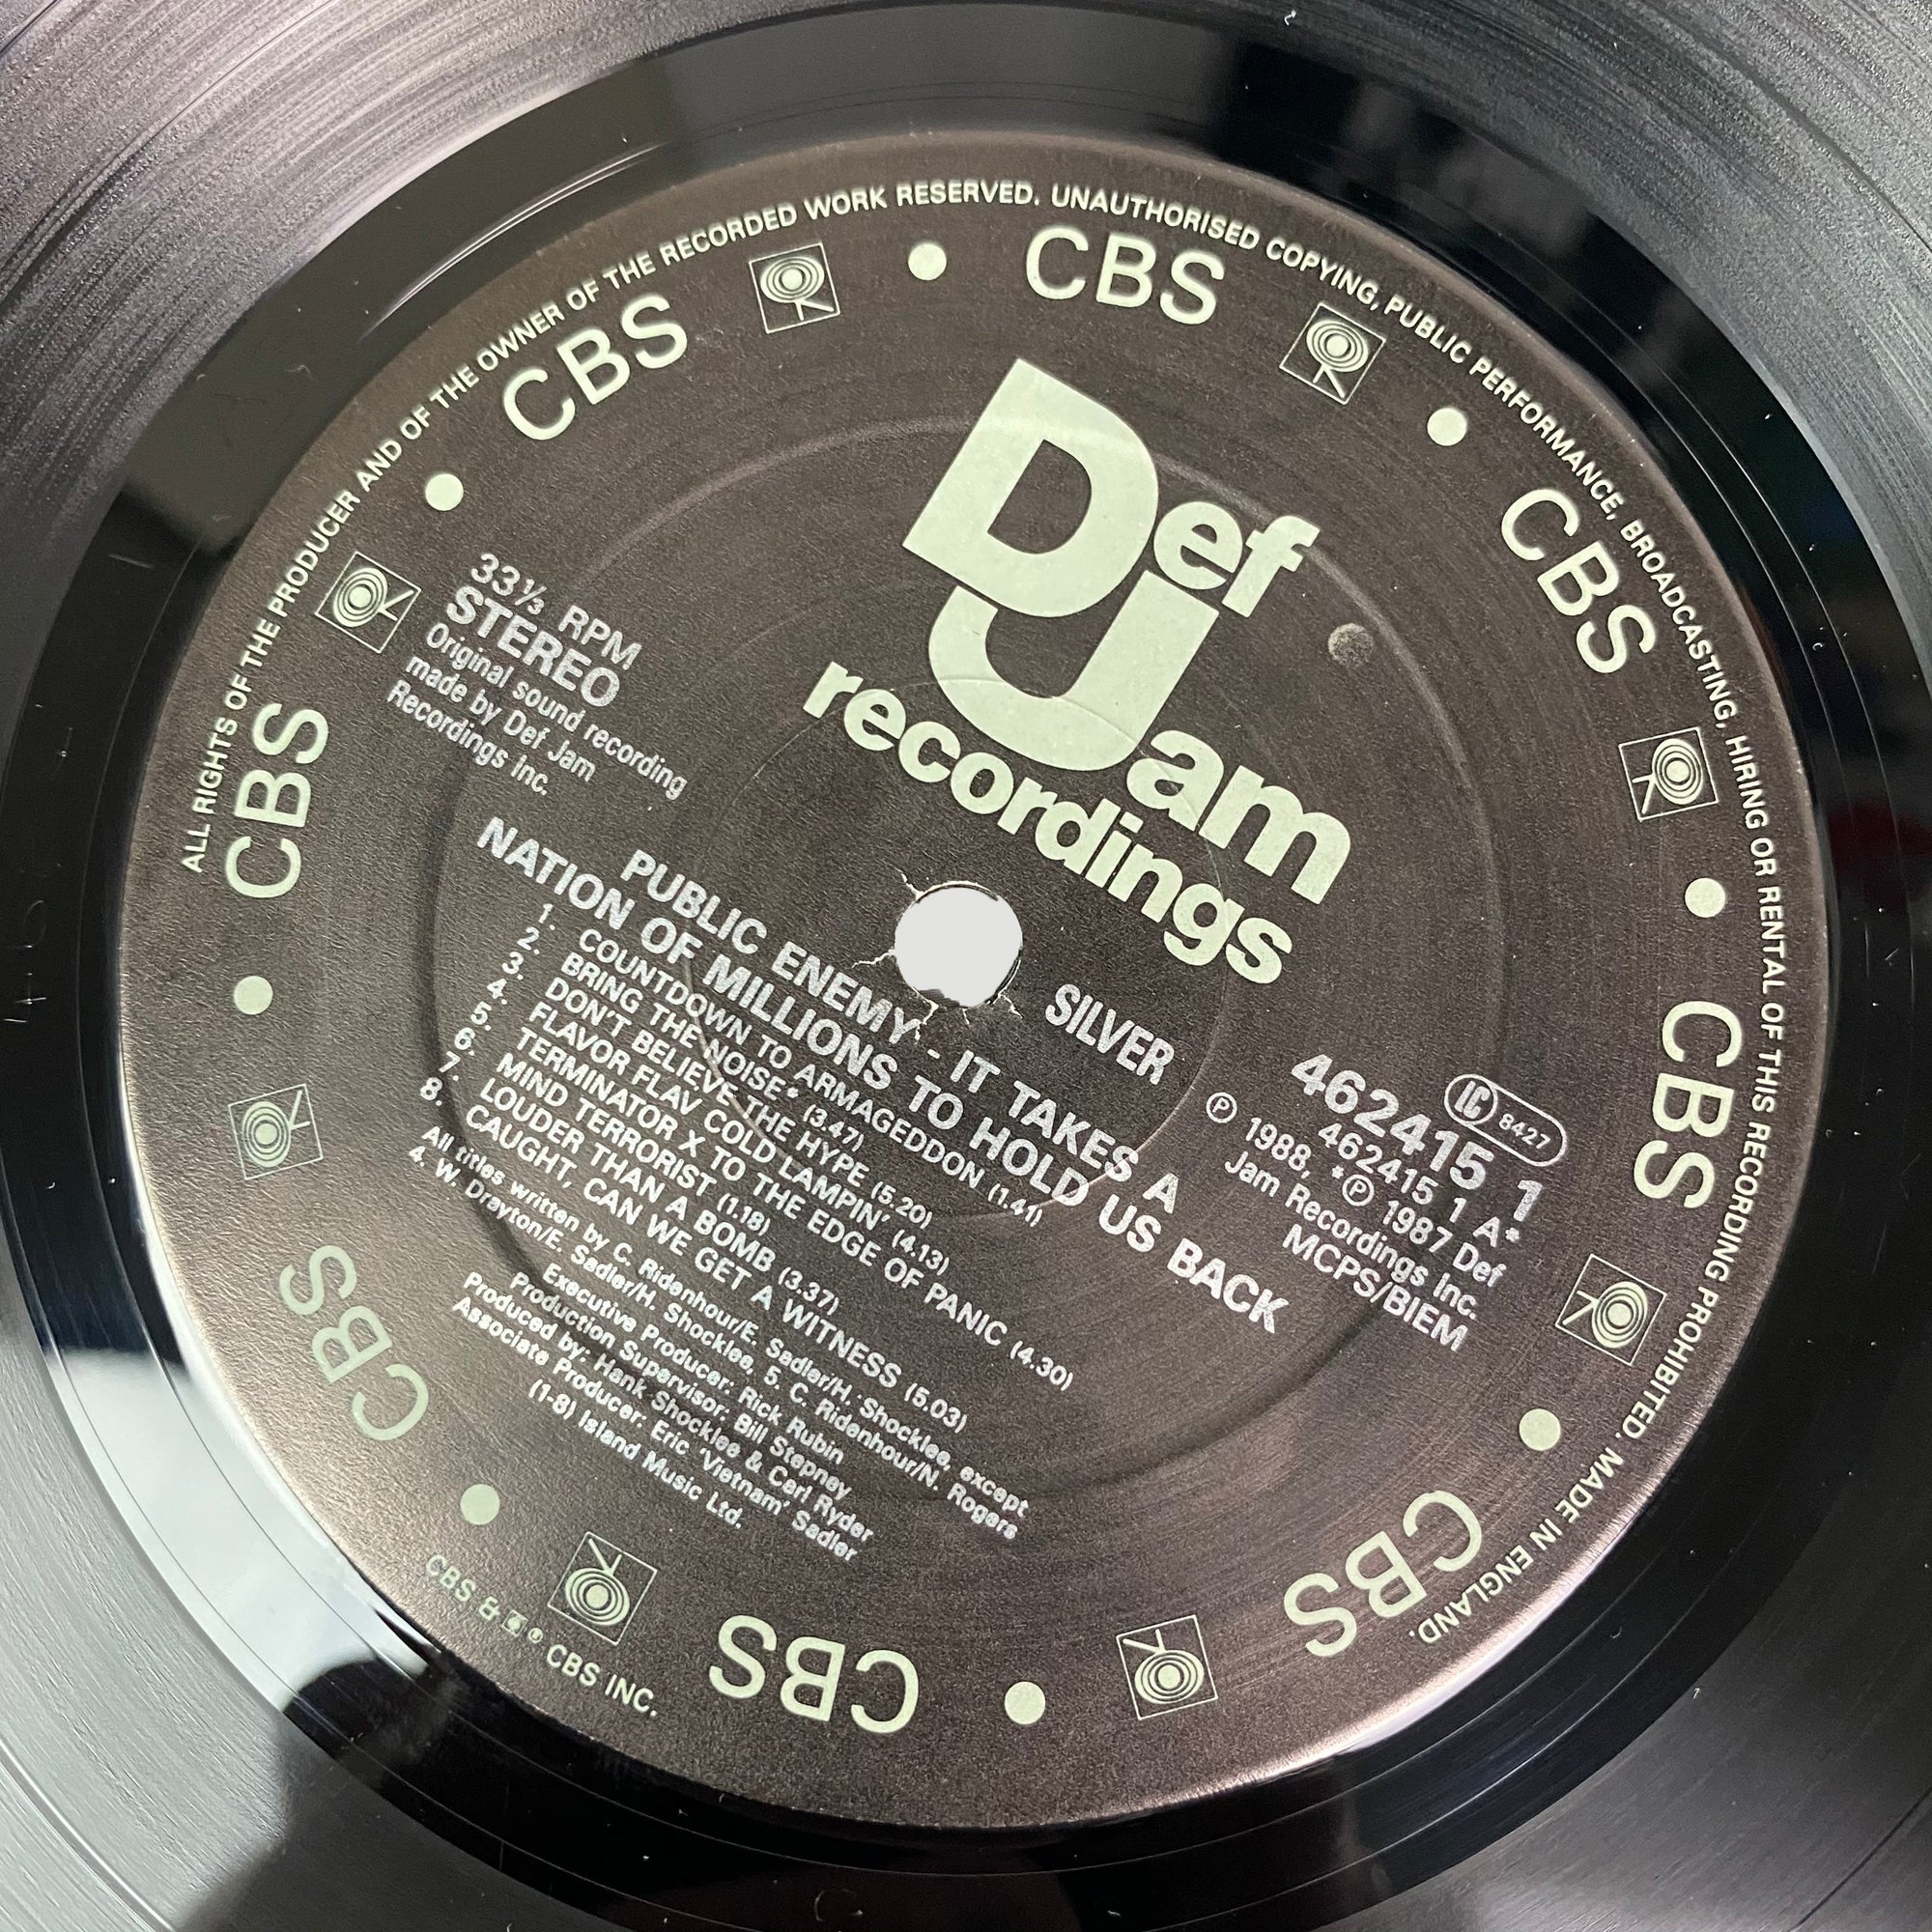 ALL RIGHTS OF THE PRODUCER AND OF THE OWNER OF THE RECORDED WORK RESERVED. UNAUTHORISED COPYING, PUBLIC PERFORMANCE, BROADCASTING, HIRING OR RENTAL OF THIS RECORDING PROHIBITED. MADE IN ENGLAND.
CBS
CBS
CBS
CBS
CBS
CBS
CBS
CBS
Def
Jam
recordings
33⅓ RPM
STEREO
Original sound recording
made by Def Jam
Recordings Inc.
SILVER
LC 8427
462415 1
462415 1 A*
℗ 1988, *℗ 1987 Def
Jam Recordings Inc.
MCPS/BIEM
PUBLIC ENEMY - IT TAKES A
NATION OF MILLIONS TO HOLD US BACK
1. COUNTDOWN TO ARMAGEDDON (1.41)
2. BRING THE NOISE* (3.47)
3. DON'T BELIEVE THE HYPE (5.20)
4. FLAVOR FLAV COLD LAMPIN' (4.13)
5. TERMINATOR X TO THE EDGE OF PANIC (4.30)
6. MIND TERRORIST (1.18)
7. LOUDER THAN A BOMB (3.37)
8. CAUGHT, CAN WE GET A WITNESS (5.03)
All titles written by C. Ridenhour/E. Sadler/H. Shocklee, except
4. W. Drayton/E. Sadler/H. Shocklee, 5. C. Ridenhour/N. Rogers
Executive Producer: Rick Rubin
Production Supervisor: Bill Stepney
Produced by: Hank Shocklee & Carl Ryder
Associate Producer: Eric 'Vietnam' Sadler
(1-8) Island Music Ltd.
CBS & ® CBS INC.